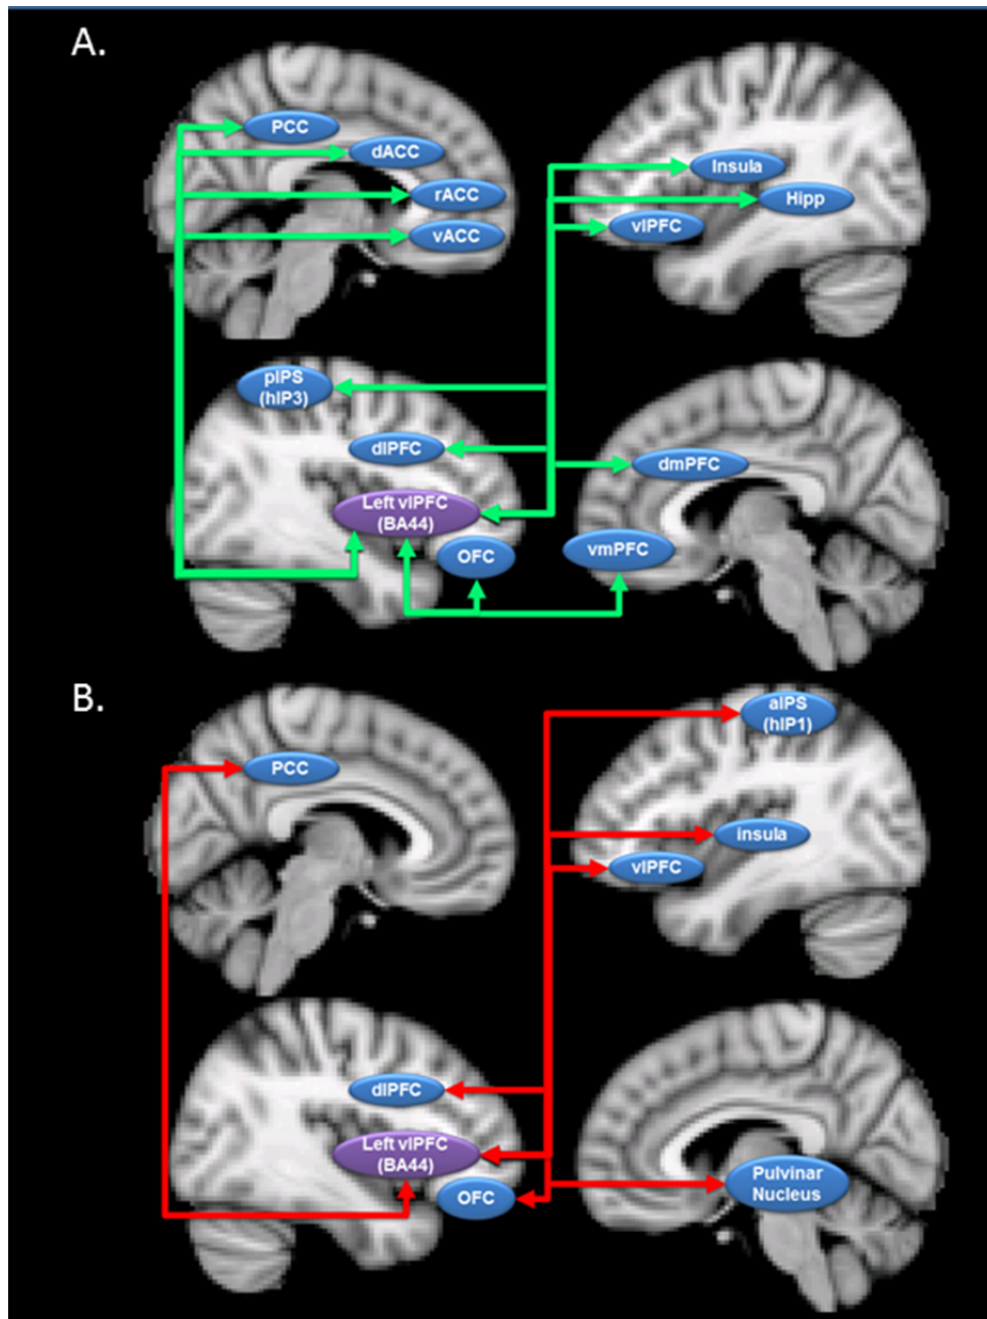 A.
PCC
dACC
rACC
vACC
Insula
Hipp
vlPFC
pIPS
(hIP3)
dlPFC
Left vlPFC
(BA44)
OFC
dmPFC
vmPFC
B.
PCC
aIPS
(hIP1)
insula
vlPFC
dlPFC
Left vlPFC
(BA44)
OFC
Pulvinar
Nucleus